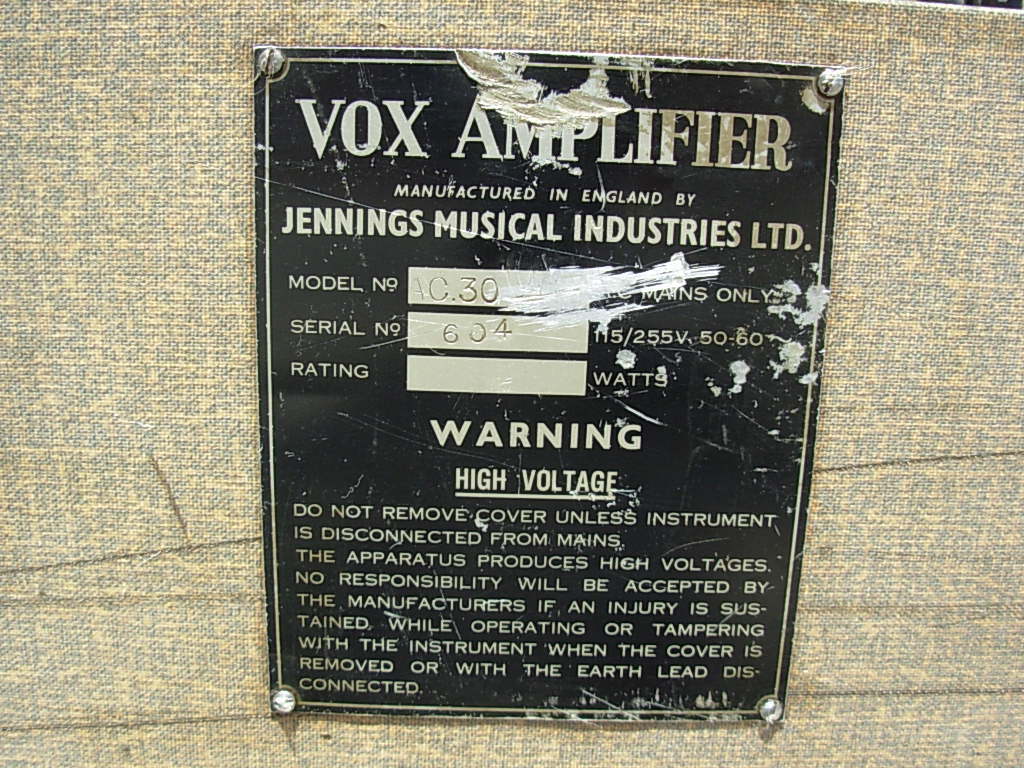 VOX AMPLIFIER
MANUFACTURED IN ENGLAND BY
JENNINGS MUSICAL INDUSTRIES LTD.
MODEL Nº AC.30 A.C MAINS ONLY
SERIAL Nº 604 115/255V, 50-60
RATING WATTS
WARNING
HIGH VOLTAGE
DO NOT REMOVE COVER UNLESS INSTRUMENT
IS DISCONNECTED FROM MAINS.
THE APPARATUS PRODUCES HIGH VOLTAGES.
NO RESPONSIBILITY WILL BE ACCEPTED BY
THE MANUFACTURERS IF AN INJURY IS SUS-
TAINED, WHILE OPERATING OR TAMPERING
WITH THE INSTRUMENT WHEN THE COVER IS
REMOVED OR WITH THE EARTH LEAD DIS-
CONNECTED.